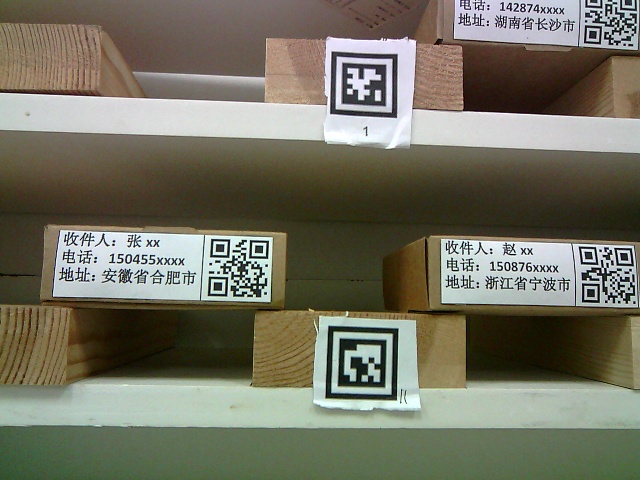 电话: 142874xxxx
地址: 湖南省长沙市
1
收件人: 张 xx
电话: 150455xxxx
地址: 安徽省合肥市
收件人: 赵 xx
电话: 150876xxxx
地址: 浙江省宁波市